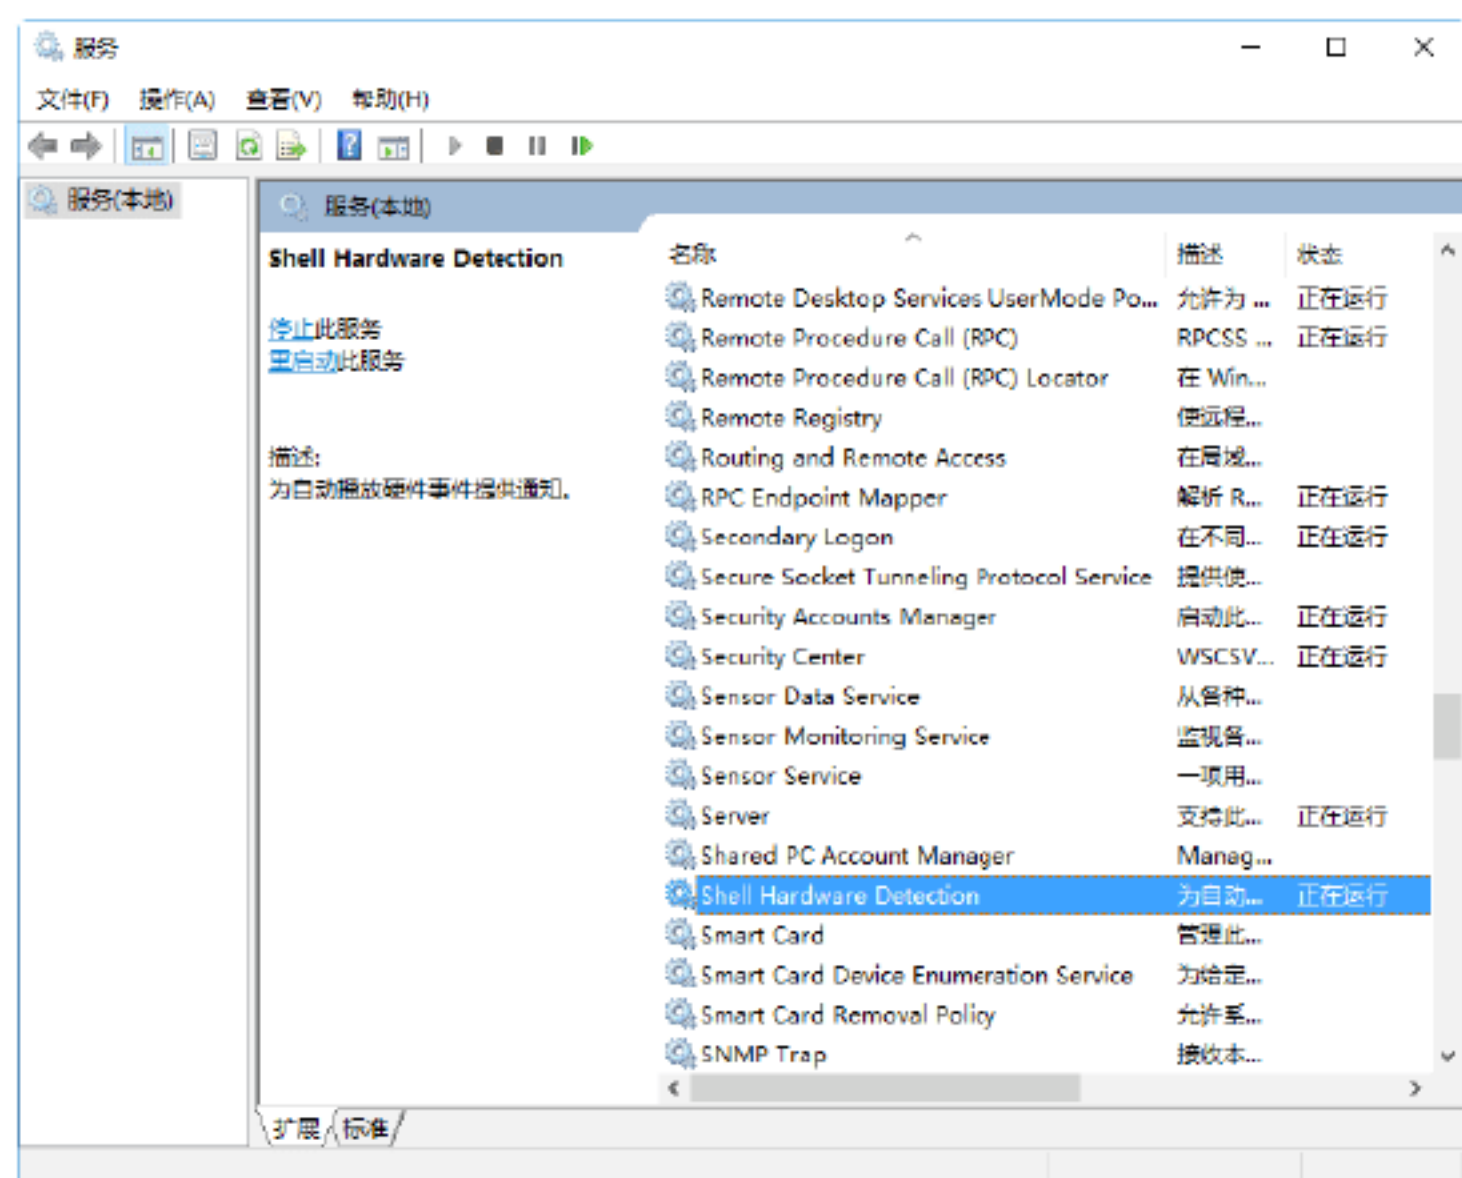 服务
文件(F) 操作(A) 查看(V) 帮助(H)
服务(本地)
服务(本地)
Shell Hardware Detection
停止此服务
重启动此服务
描述:
为自动播放硬件事件提供通知。
名称 描述 状态
Remote Desktop Services UserMode Po... 允许为 ... 正在运行
Remote Procedure Call (RPC) RPCSS ... 正在运行
Remote Procedure Call (RPC) Locator 在 Win...
Remote Registry 使远程...
Routing and Remote Access 在局域...
RPC Endpoint Mapper 解析 R... 正在运行
Secondary Logon 在不同... 正在运行
Secure Socket Tunneling Protocol Service 提供使...
Security Accounts Manager 启动此... 正在运行
Security Center WSCSV... 正在运行
Sensor Data Service 从各种...
Sensor Monitoring Service 监视各...
Sensor Service 一项用...
Server 支持此... 正在运行
Shared PC Account Manager Manag...
Shell Hardware Detection 为自动... 正在运行
Smart Card 管理此...
Smart Card Device Enumeration Service 为给定...
Smart Card Removal Policy 允许系...
SNMP Trap 接收本...
扩展 标准